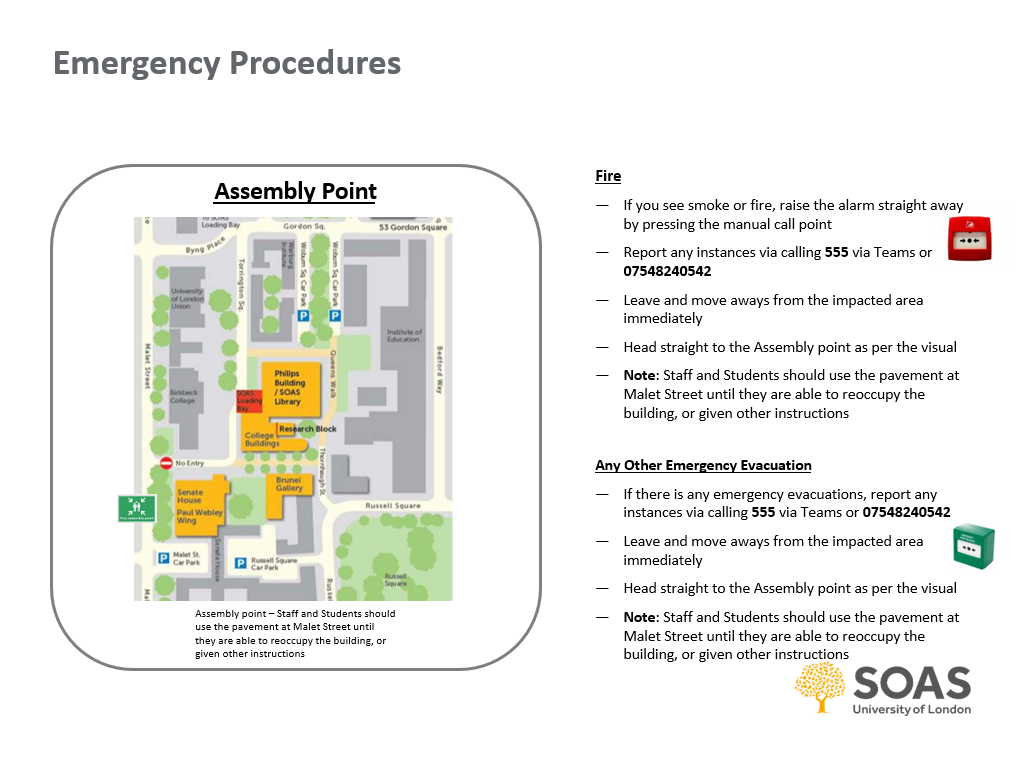 Emergency Procedures
Assembly Point
Loading Bay
Gordon Sq.
53 Gordon Square
Byng Place
Torrington Sq.
Woburn Sq Car Park
Woburn Sq Car Park
P
P
University
of London
Union
Institute of
Education
Malet Street
Bedford Way
Queens Walk
Birkbeck
College
Philips
Building
/ SOAS
Library
SOAS
Loading
Bay
Research Block
College
Buildings
No Entry
Thornhaugh St.
Senate
House
Paul Webley
Wing
Brunei
Gallery
Russell Square
Senate House
P
Malet St.
Car Park
P
Russell Square
Car Park
Russell
Square
Assembly point – Staff and Students should
use the pavement at Malet Street until
they are able to reoccupy the building, or
given other instructions
Fire
— If you see smoke or fire, raise the alarm straight away
by pressing the manual call point
— Report any instances via calling 555 via Teams or
07548240542
— Leave and move aways from the impacted area
immediately
— Head straight to the Assembly point as per the visual
— Note: Staff and Students should use the pavement at
Malet Street until they are able to reoccupy the
building, or given other instructions
Any Other Emergency Evacuation
— If there is any emergency evacuations, report any
instances via calling 555 via Teams or 07548240542
— Leave and move aways from the impacted area
immediately
— Head straight to the Assembly point as per the visual
— Note: Staff and Students should use the pavement at
Malet Street until they are able to reoccupy the
building, or given other instructions
SOAS
University of London